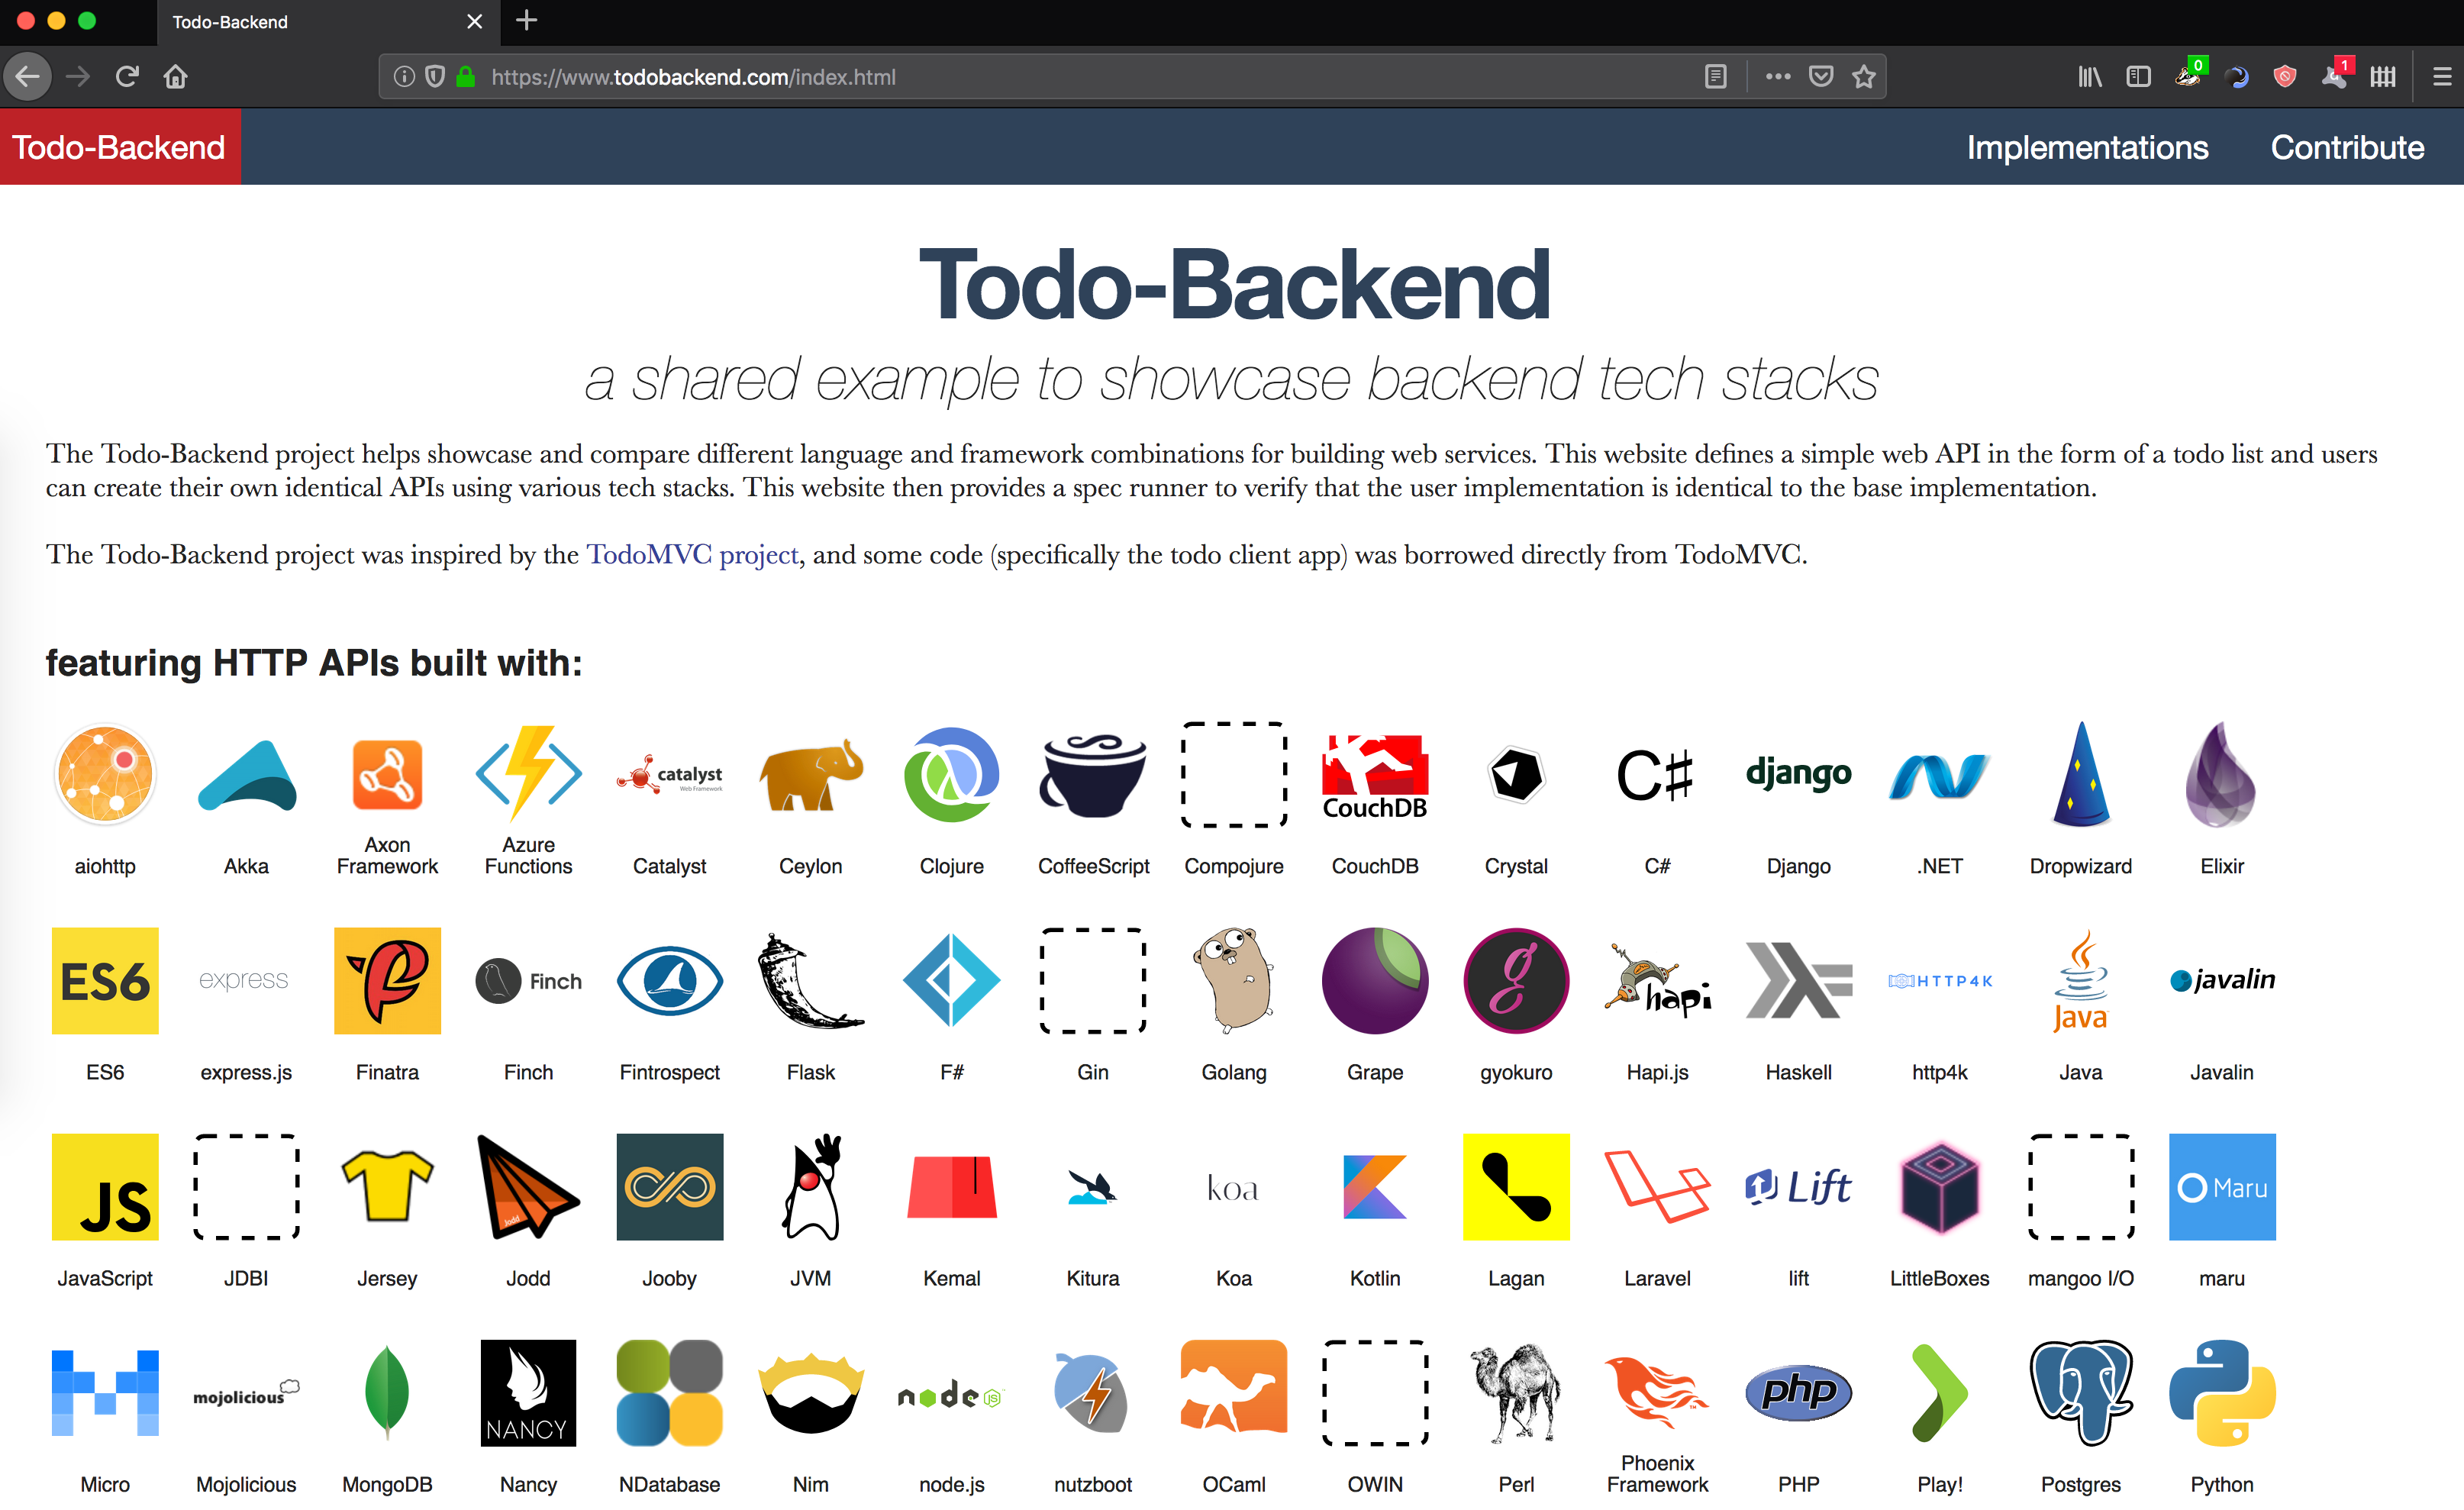 Todo-Backend
https://www.todobackend.com/index.html
0
1
Todo-Backend
Implementations
Contribute
Todo-Backend
a shared example to showcase backend tech stacks
The Todo-Backend project helps showcase and compare different language and framework combinations for building web services. This website defines a simple web API in the form of a todo list and users
can create their own identical APIs using various tech stacks. This website then provides a spec runner to verify that the user implementation is identical to the base implementation.
The Todo-Backend project was inspired by the TodoMVC project, and some code (specifically the todo client app) was borrowed directly from TodoMVC.
featuring HTTP APIs built with:
catalyst
Web Framework
CouchDB
C#
django
aiohttp
Akka
Axon
Framework
Azure
Functions
Catalyst
Ceylon
Clojure
CoffeeScript
Compojure
CouchDB
Crystal
C#
Django
.NET
Dropwizard
Elixir
ES6
express
Finch
g
hapi
HTTP4K
Java
javalin
ES6
express.js
Finatra
Finch
Fintrospect
Flask
F#
Gin
Golang
Grape
gyokuro
Hapi.js
Haskell
http4k
Java
Javalin
JS
Jodd
koa
Lift
Maru
JavaScript
JDBI
Jersey
Jodd
Jooby
JVM
Kemal
Kitura
Koa
Kotlin
Lagan
Laravel
lift
LittleBoxes
mangoo I/O
maru
mojolicious
NANCY
node JS
php
Micro
Mojolicious
MongoDB
Nancy
NDatabase
Nim
node.js
nutzboot
OCaml
OWIN
Perl
Phoenix
Framework
PHP
Play!
Postgres
Python